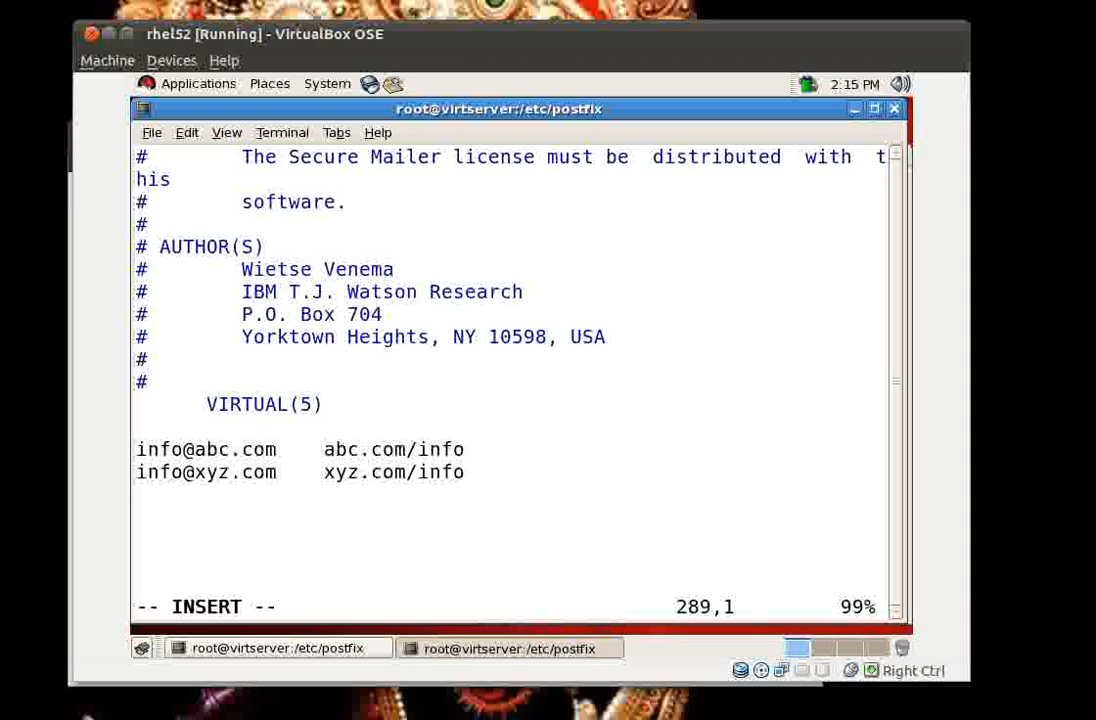 rhel52 [Running] - VirtualBox OSE
Machine Devices Help
Applications Places System 2:15 PM
root@virtserver:/etc/postfix
File Edit View Terminal Tabs Help
# The Secure Mailer license must be distributed with t
his
# software.
#
# AUTHOR(S)
# Wietse Venema
# IBM T.J. Watson Research
# P.O. Box 704
# Yorktown Heights, NY 10598, USA
#
#
VIRTUAL(5)
info@abc.com abc.com/info
info@xyz.com xyz.com/info
-- INSERT -- 289,1 99%
root@virtserver:/etc/postfix root@virtserver:/etc/postfix
Right Ctrl